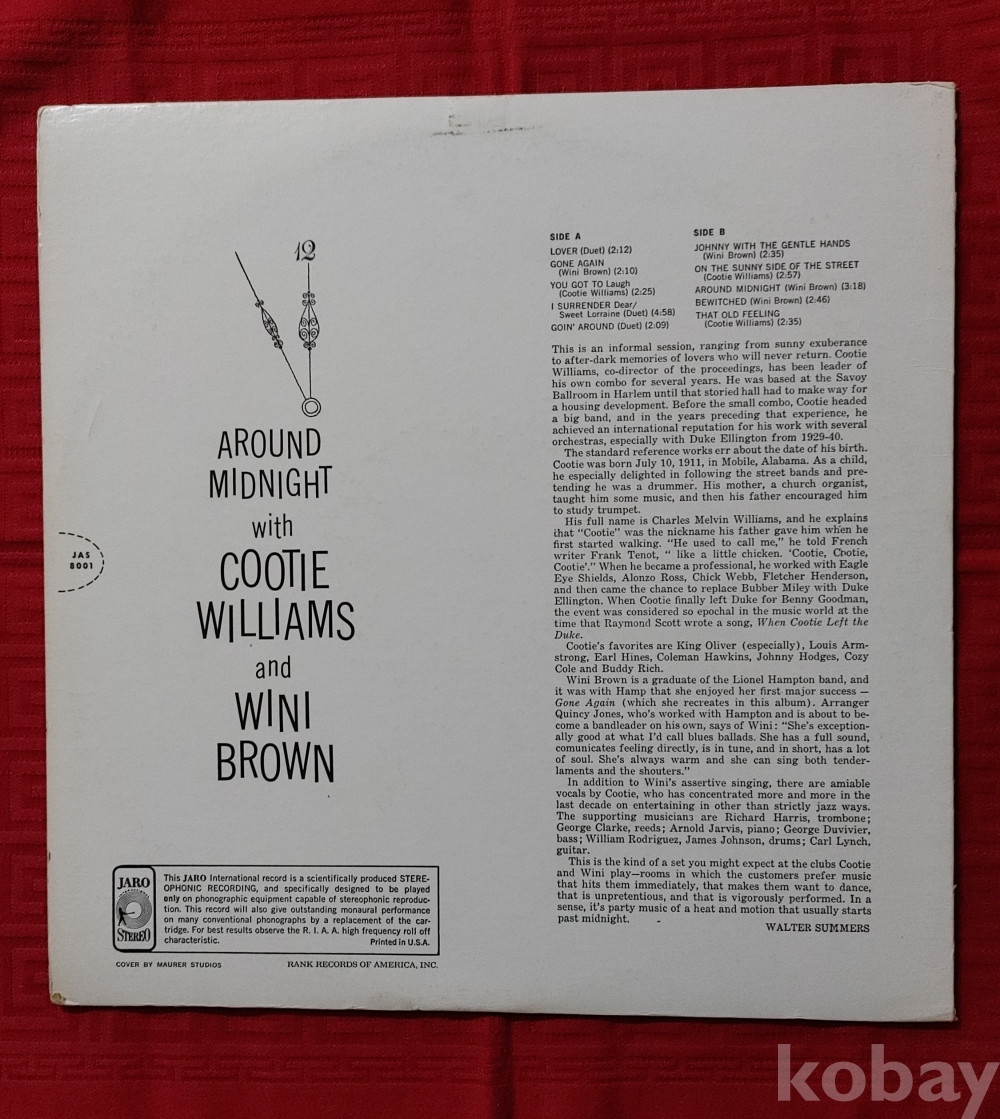 12
AROUND
MIDNIGHT
with
COOTIE
WILLIAMS
and
WINI
BROWN
JAS
8001
SIDE A
LOVER (Duet) (2:12)
GONE AGAIN
(Wini Brown) (2:10)
YOU GOT TO Laugh
(Cootie Williams) (2:25)
I SURRENDER Dear/
Sweet Lorraine (Duet) (4:58)
GOIN' AROUND (Duet) (2:09)
SIDE B
JOHNNY WITH THE GENTLE HANDS
(Wini Brown) (2:35)
ON THE SUNNY SIDE OF THE STREET
(Cootie Williams) (2:57)
AROUND MIDNIGHT (Wini Brown) (3:18)
BEWITCHED (Wini Brown) (2:46)
THAT OLD FEELING
(Cootie Williams) (2:35)
This is an informal session, ranging from sunny exuberance
to after-dark memories of lovers who will never return. Cootie
Williams, co-director of the proceedings, has been leader of
his own combo for several years. He was based at the Savoy
Ballroom in Harlem until that storied hall had to make way for
a housing development. Before the small combo, Cootie headed
a big band, and in the years preceding that experience, he
achieved an international reputation for his work with several
orchestras, especially with Duke Ellington from 1929-40.
The standard reference works err about the date of his birth.
Cootie was born July 10, 1911, in Mobile, Alabama. As a child,
he especially delighted in following the street bands and pre-
tending he was a drummer. His mother, a church organist,
taught him some music, and then his father encouraged him
to study trumpet.
His full name is Charles Melvin Williams, and he explains
that "Cootie" was the nickname his father gave him when he
first started walking. "He used to call me," he told French
writer Frank Tenot, " like a little chicken. 'Cootie, Cootie,
Cootie'." When he became a professional, he worked with Eagle
Eye Shields, Alonzo Ross, Chick Webb, Fletcher Henderson,
and then came the chance to replace Bubber Miley with Duke
Ellington. When Cootie finally left Duke for Benny Goodman,
the event was considered so epochal in the music world at the
time that Raymond Scott wrote a song, When Cootie Left the
Duke.
Cootie's favorites are King Oliver (especially), Louis Arm-
strong, Earl Hines, Coleman Hawkins, Johnny Hodges, Cozy
Cole and Buddy Rich.
Wini Brown is a graduate of the Lionel Hampton band, and
it was with Hamp that she enjoyed her first major success —
Gone Again (which she recreates in this album). Arranger
Quincy Jones, who's worked with Hampton and is about to be-
come a bandleader on his own, says of Wini: "She's exception-
ally good at what I'd call blues ballads. She has a full sound,
comunicates feeling directly, is in tune, and in short, has a lot
of soul. She's always warm and she can sing both tender-
laments and the shouters."
In addition to Wini's assertive singing, there are amiable
vocals by Cootie, who has concentrated more and more in the
last decade on entertaining in other than strictly jazz ways.
The supporting musicians are Richard Harris, trombone;
George Clarke, reeds; Arnold Jarvis, piano; George Duvivier,
bass; William Rodriguez, James Johnson, drums; Carl Lynch,
guitar.
This is the kind of a set you might expect at the clubs Cootie
and Wini play—rooms in which the customers prefer music
that hits them immediately, that makes them want to dance,
that is unpretentious, and that is vigorously performed. In a
sense, it's party music of a heat and motion that usually starts
past midnight.
WALTER SUMMERS
JARO
STEREO
This JARO International record is a scientifically produced STERE-
OPHONIC RECORDING, and specifically designed to be played
only on phonographic equipment capable of stereophonic reproduc-
tion. This record will also give outstanding monaural performance
on many conventional phonographs by a replacement of the car-
tridge. For best results observe the R. I. A. A. high frequency roll off
characteristic.
Printed in U.S.A.
COVER BY MAURER STUDIOS
RANK RECORDS OF AMERICA, INC.
kobay